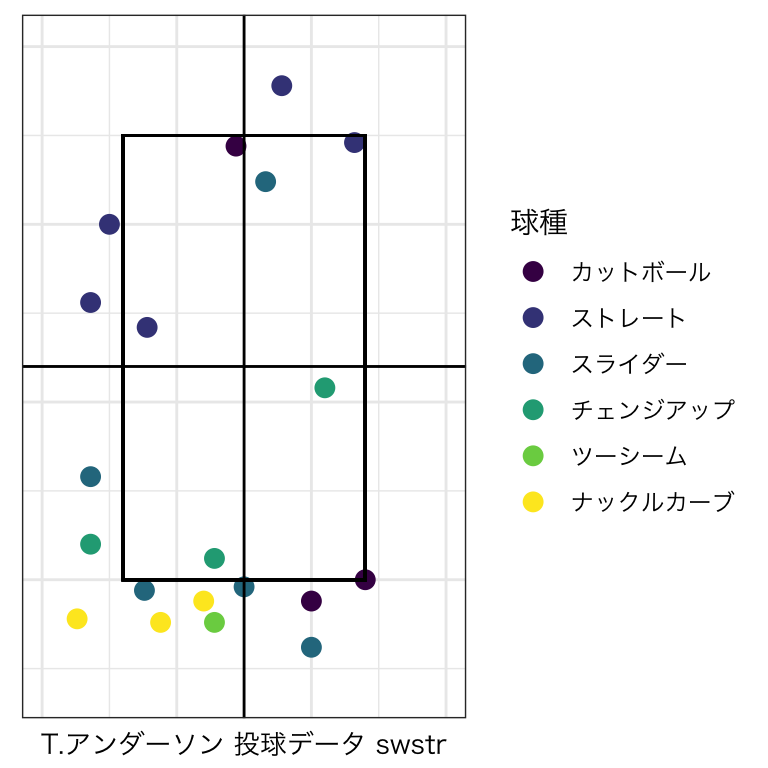 球種
カットボール
ストレート
スライダー
チェンジアップ
ツーシーム
ナックルカーブ
T.アンダーソン 投球データ swstr